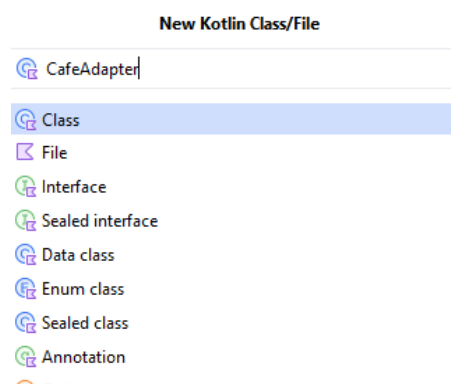 New Kotlin Class/File
CafeAdapter
Class
File
Interface
Sealed interface
Data class
Enum class
Sealed class
Annotation